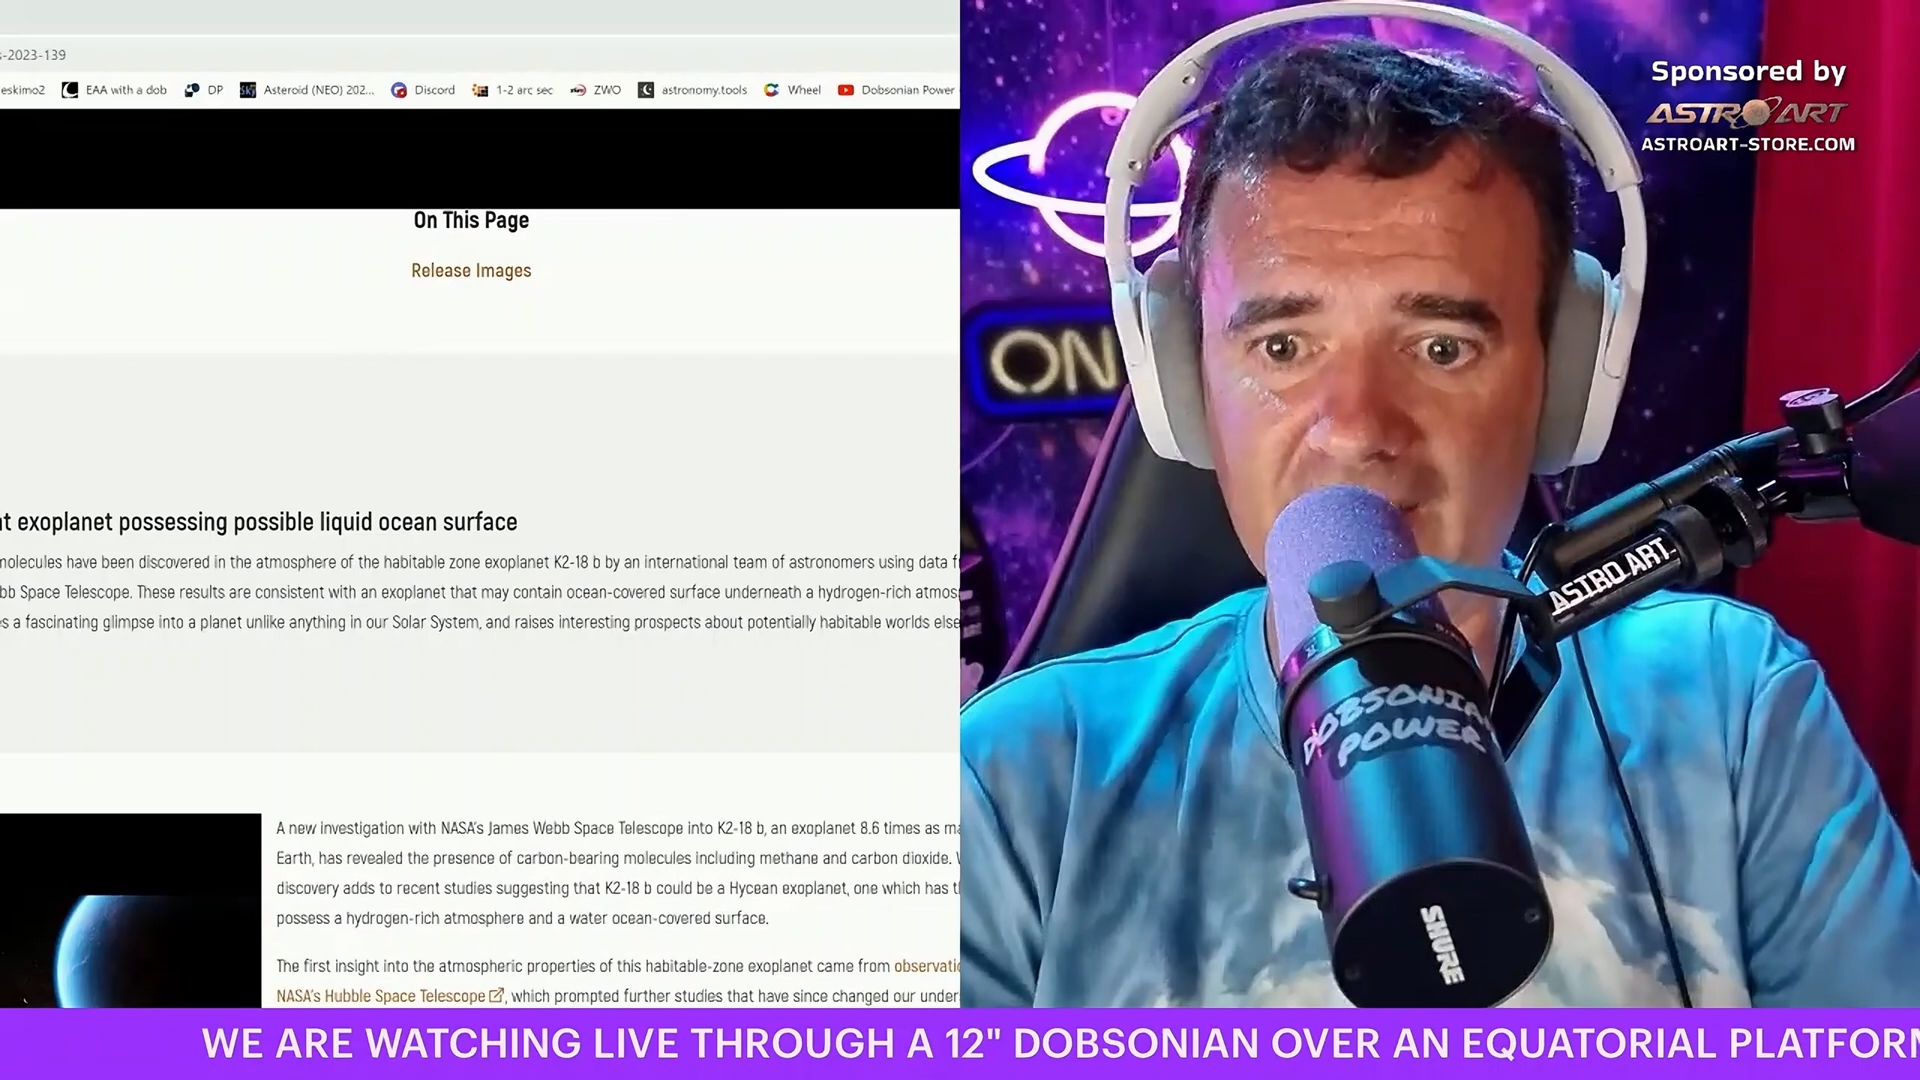 s-2023-139
eskimo2 EAA with a dob DP Asteroid (NEO) 202... Discord 1-2 arc sec ZWO astronomy.tools Wheel Dobsonian Power
On This Page
Release Images
exoplanet possessing possible liquid ocean surface
molecules have been discovered in the atmosphere of the habitable zone exoplanet K2-18 b by an international team of astronomers using data
Space Telescope. These results are consistent with an exoplanet that may contain ocean-covered surface underneath a hydrogen-rich atmos
a fascinating glimpse into a planet unlike anything in our Solar System, and raises interesting prospects about potentially habitable worlds else
A new investigation with NASA's James Webb Space Telescope into K2-18 b, an exoplanet 8.6 times as ma
Earth, has revealed the presence of carbon-bearing molecules including methane and carbon dioxide.
discovery adds to recent studies suggesting that K2-18 b could be a Hycean exoplanet, one which has t
possess a hydrogen-rich atmosphere and a water ocean-covered surface.
The first insight into the atmospheric properties of this habitable-zone exoplanet came from observatio
NASA's Hubble Space Telescope, which prompted further studies that have since changed our under
Sponsored by
ASTROART
ASTROART-STORE.COM
ON
ASTRO ART
DOBSONIA
POWER
SHURE
WE ARE WATCHING LIVE THROUGH A 12" DOBSONIAN OVER AN EQUATORIAL PLATFORM